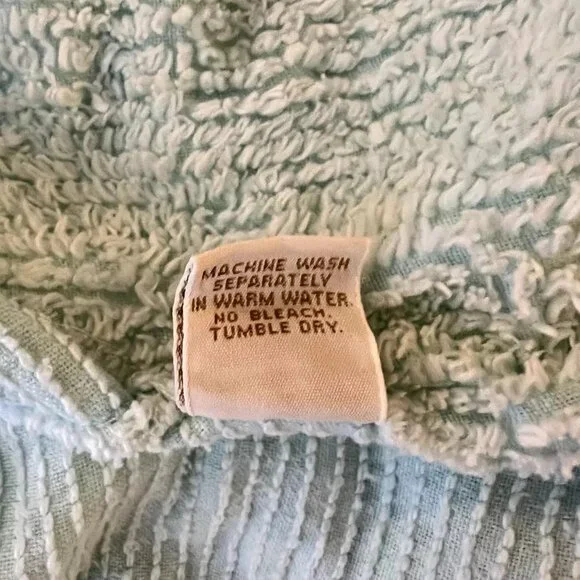 MACHINE WASH
SEPARATELY
IN WARM WATER.
NO BLEACH.
TUMBLE DRY.